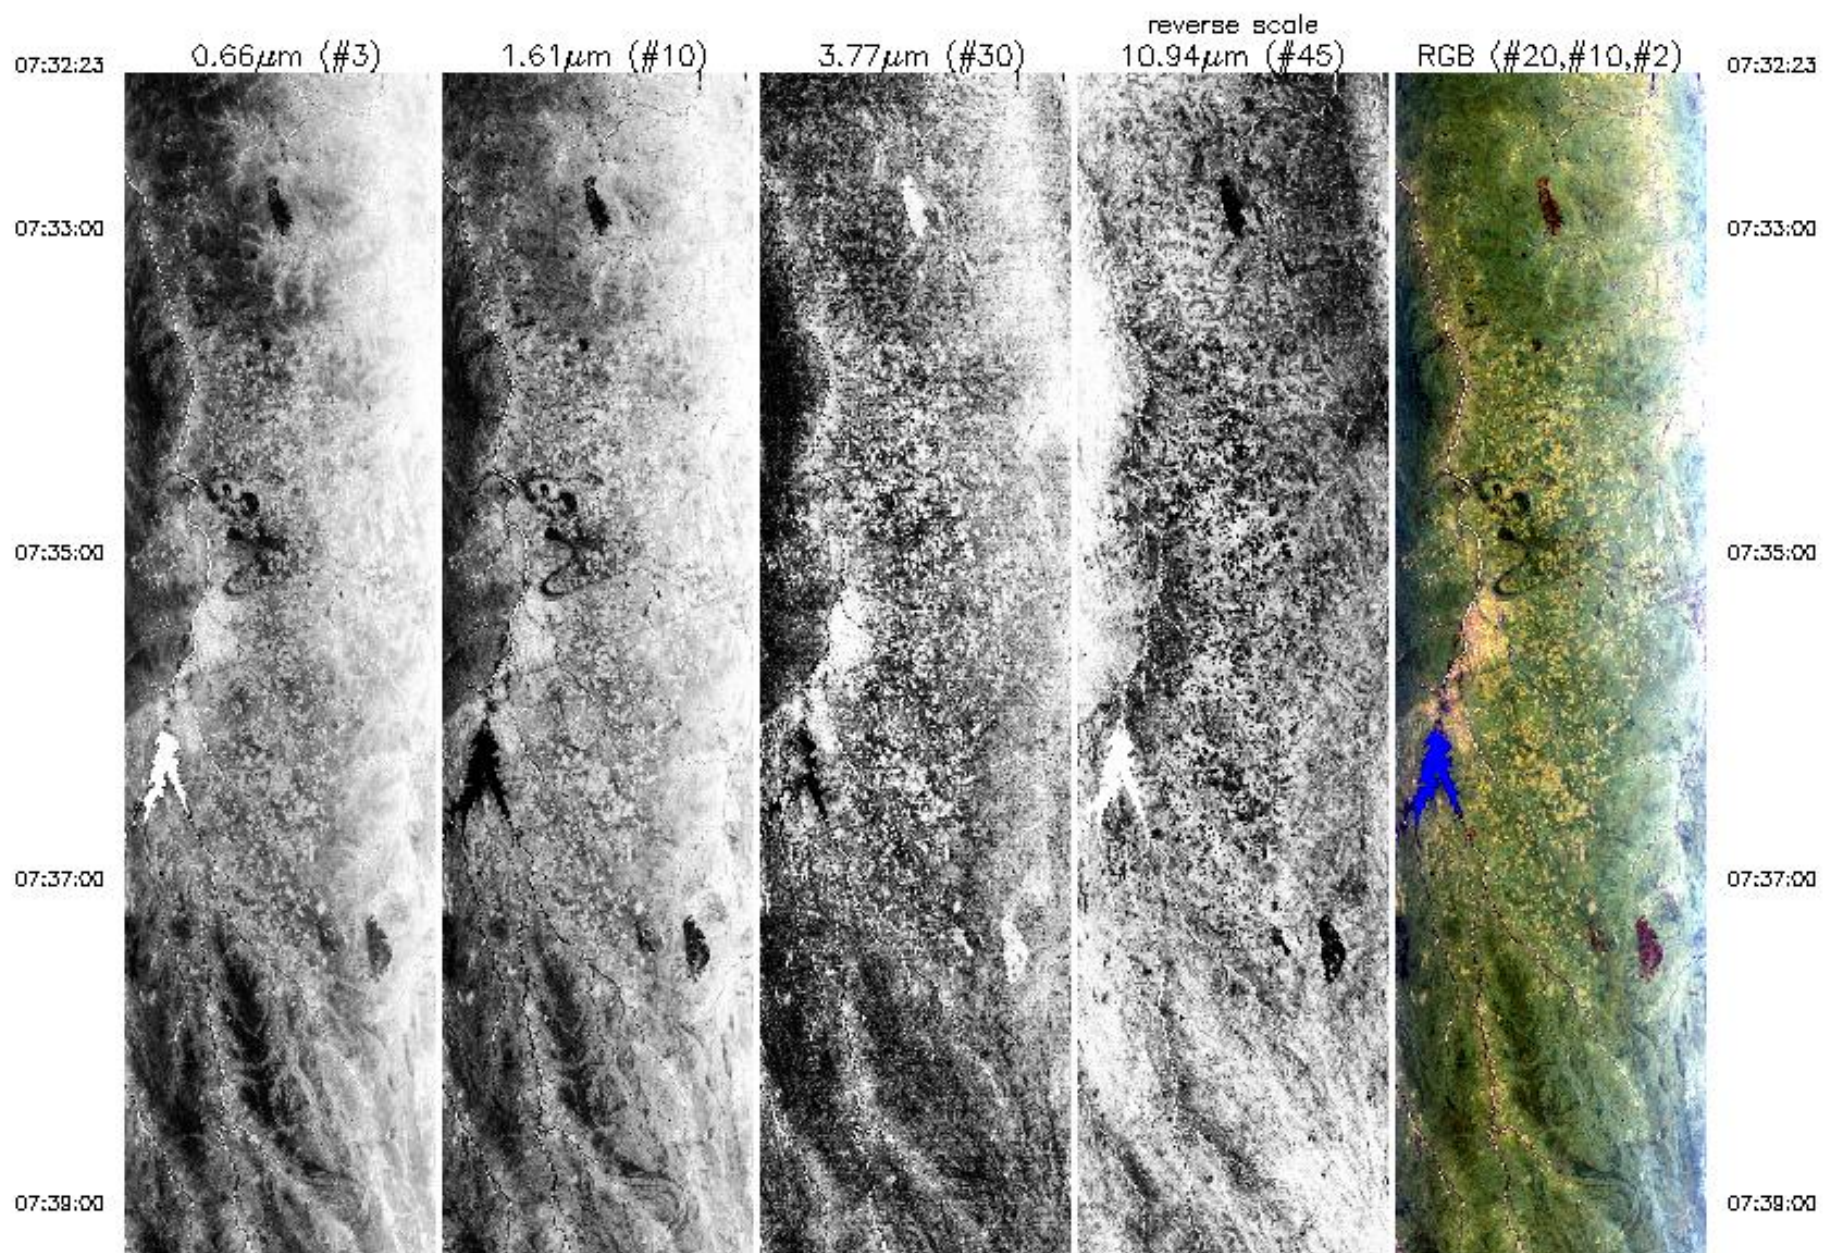 reverse scale
0.66μm (#3) 1.61μm (#10) 3.77μm (#30) 10.94μm (#45) RGB (#20,#10,#2)
07:32:23 07:32:23
07:33:00 07:33:00
07:35:00 07:35:00
07:37:00 07:37:00
07:39:00 07:39:00